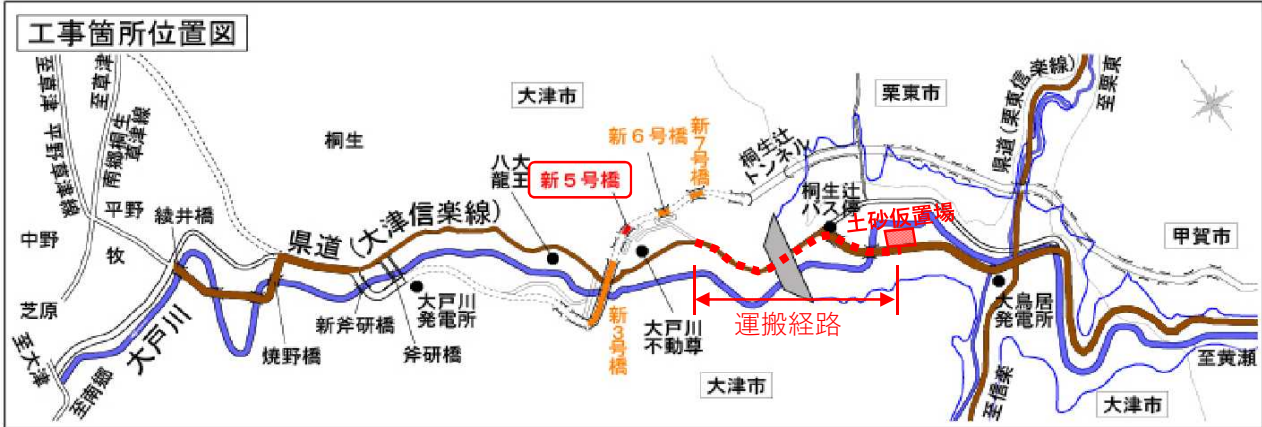 工事箇所位置図
至草津
至草津
草津線
南郷桐生
桐生
大津市
栗東市
県道(栗東信楽線)
至栗東
甲賀市
新6号橋
新7号橋
桐生辻
トンネル
桐生辻
バス停
土砂仮置場
八大
龍王
新5号橋
中野
平野
綾井橋
牧
県道(大津信楽線)
芝原
至大津
至南郷
大戸川
焼野橋
新斧研橋
斧研橋
大戸川
発電所
新3号橋
大戸川
不動尊
運搬経路
大津市
大鳥居
発電所
至信楽
至黄瀬
大津市